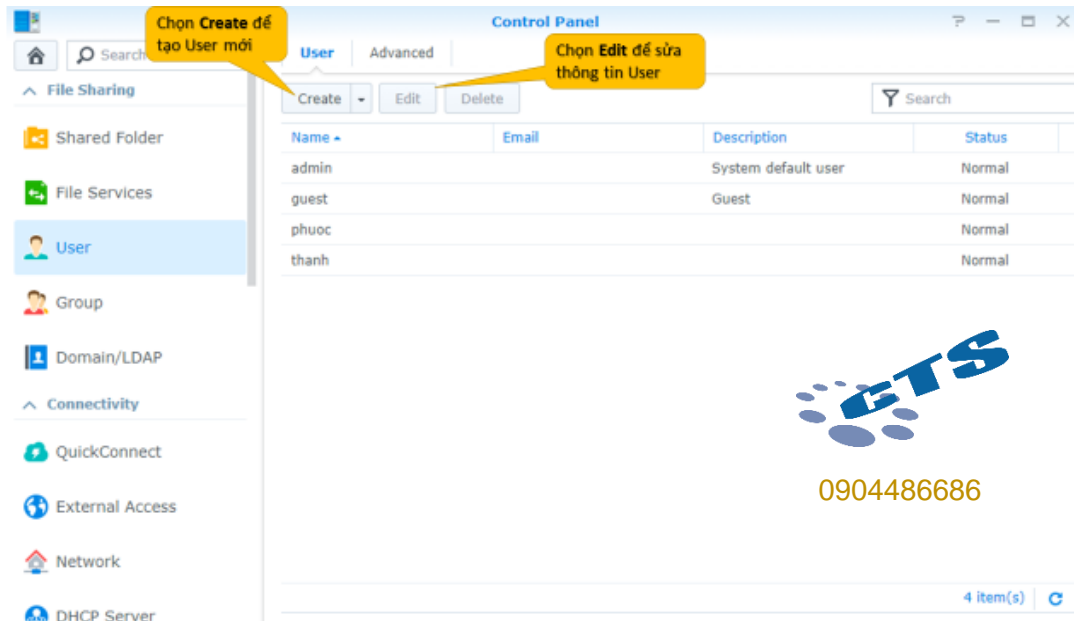 Chọn Create để
tạo User mới
Control Panel
Search
User
Advanced
Chọn Edit để sửa
thông tin User
File Sharing
Create
Edit
Delete
Search
Name
Email
Description
Status
Shared Folder
admin
System default user
Normal
File Services
guest
Guest
Normal
phuoc
Normal
User
thanh
Normal
Group
Domain/LDAP
CTS
Connectivity
QuickConnect
0904486686
External Access
Network
4 item(s)
DHCP Server